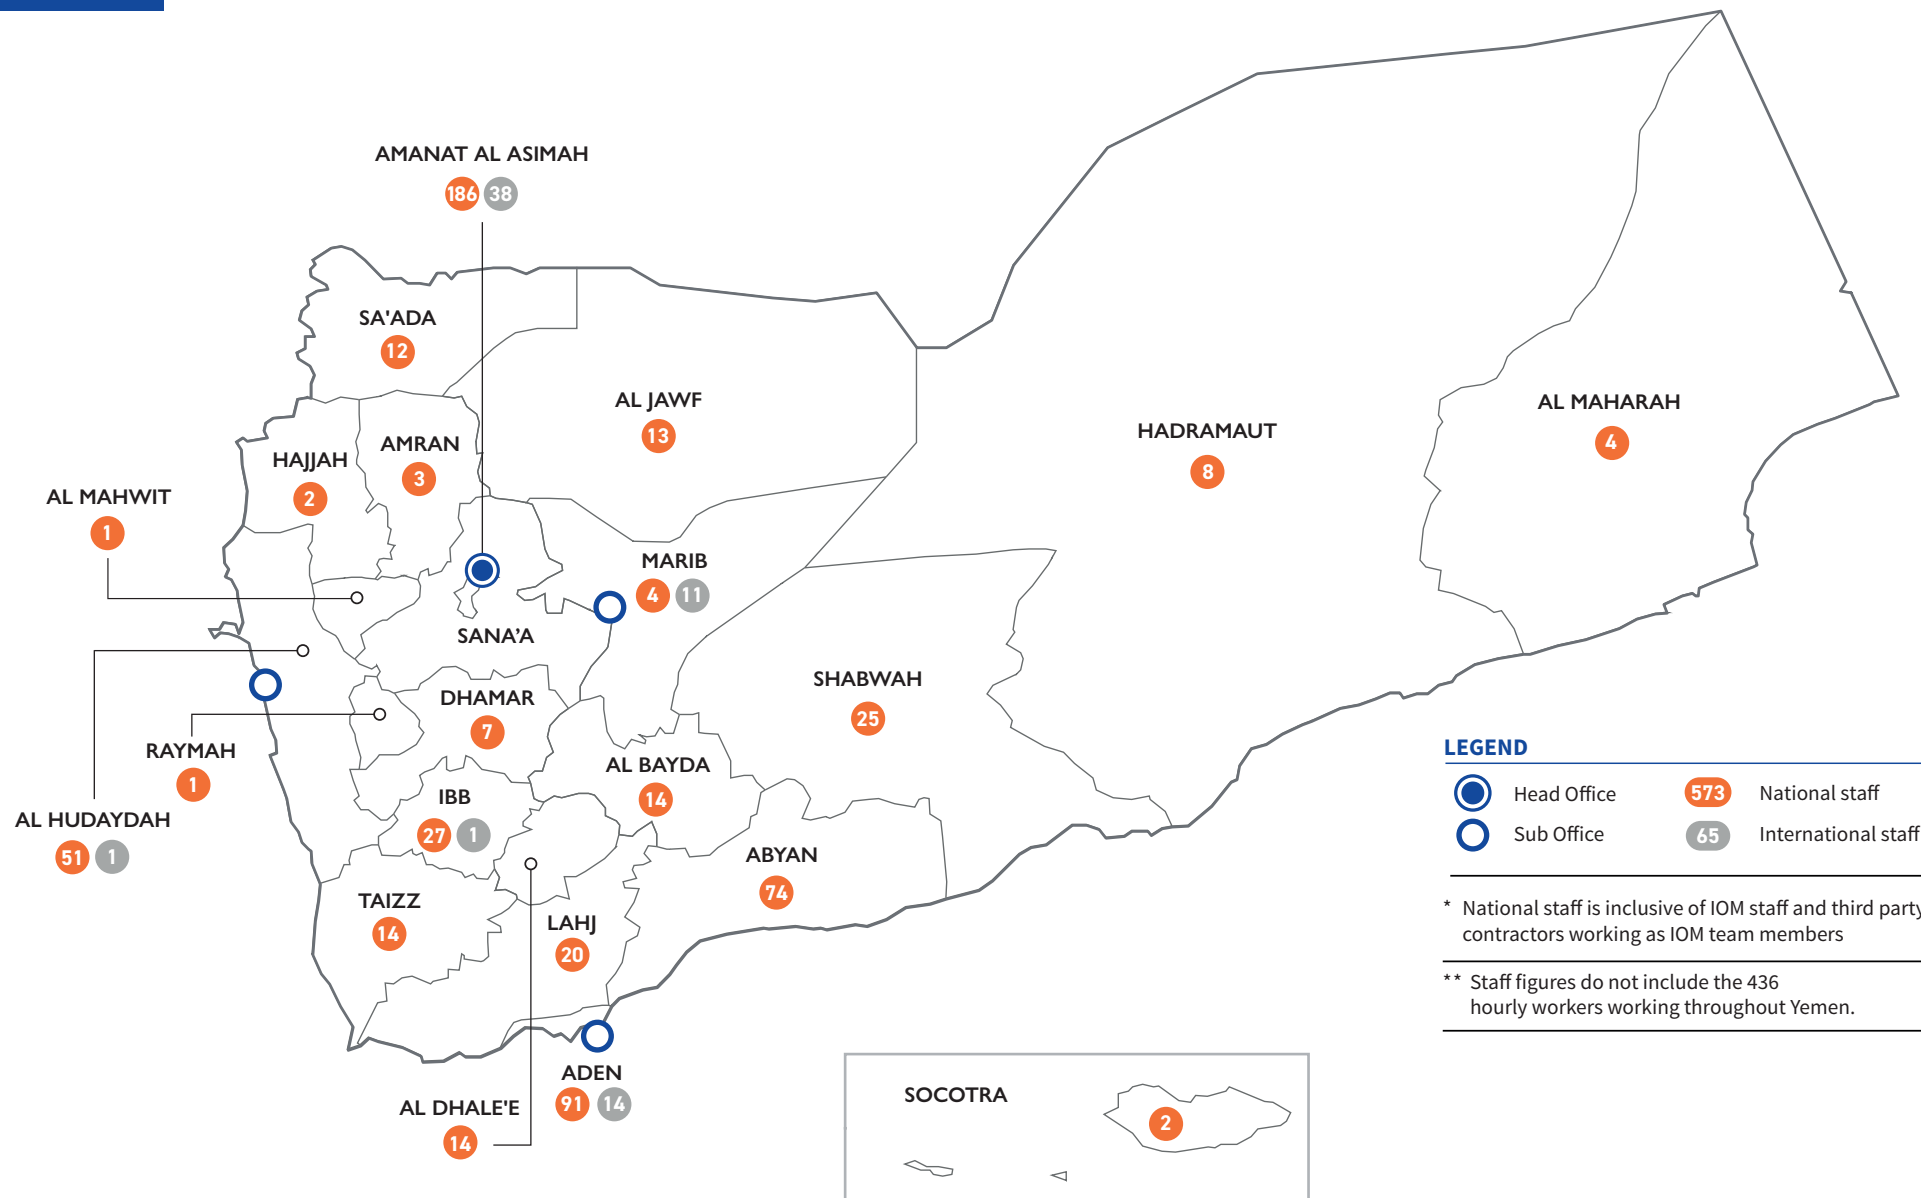 AMANAT AL ASIMAH
186 38
SA'ADA
12
AL JAWF
13
HADRAMAUT
8
AL MAHARAH
4
HAJJAH
2
AMRAN
3
AL MAHWIT
1
MARIB
4 11
SANA’A
SHABWAH
25
DHAMAR
7
RAYMAH
1
AL HUDAYDAH
51 1
AL BAYDA
14
IBB
27 1
ABYAN
74
TAIZZ
14
LAHJ
20
ADEN
91 14
AL DHALE'E
14
SOCOTRA
2
LEGEND
Head Office 573 National staff
Sub Office 65 International staff
* National staff is inclusive of IOM staff and third party
contractors working as IOM team members
** Staff figures do not include the 436
hourly workers working throughout Yemen.